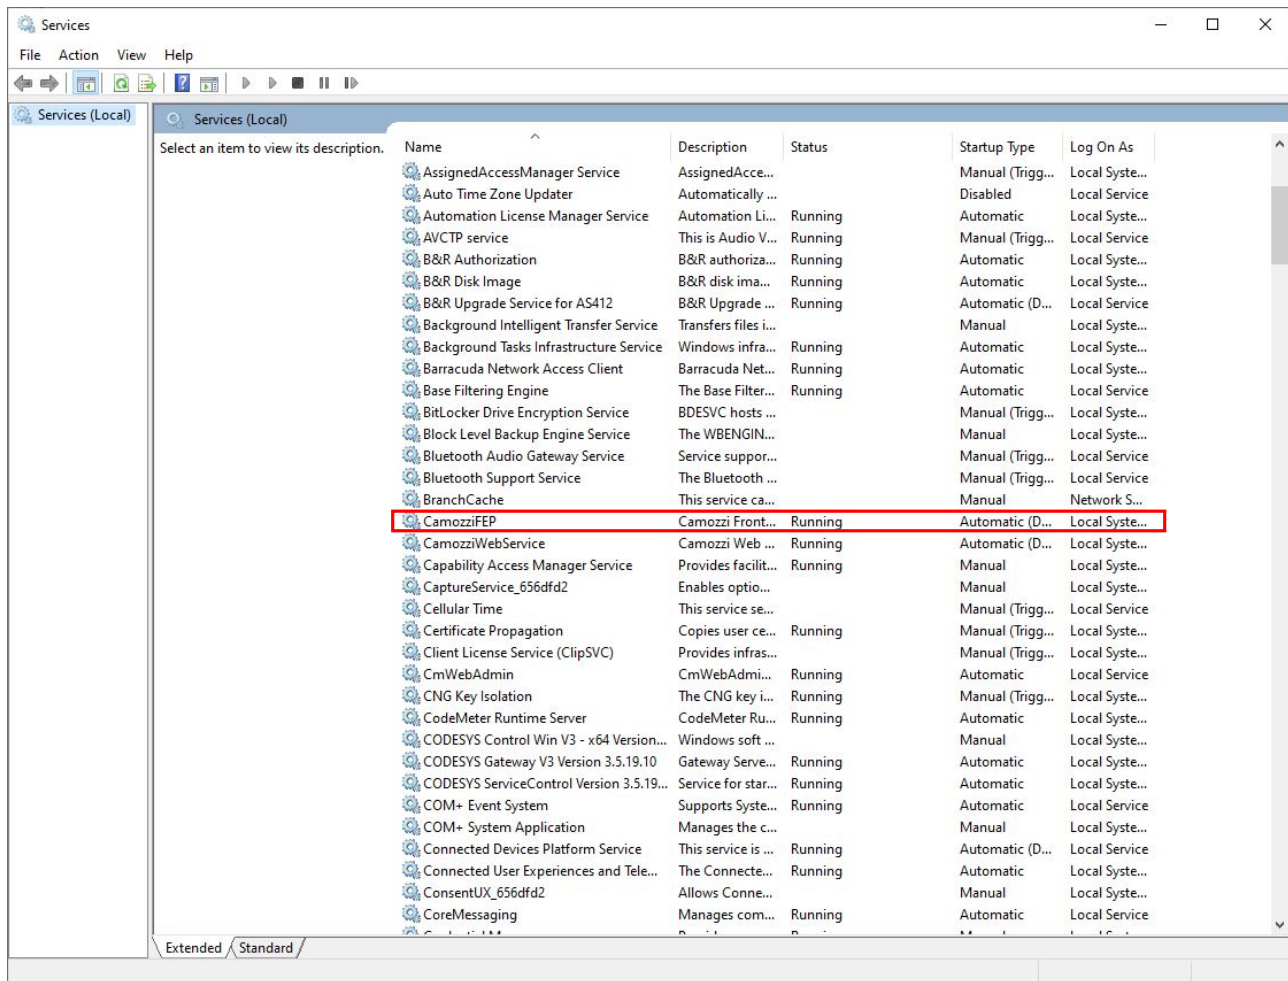 Services
File Action View Help
Services (Local)
Services (Local)
Select an item to view its description.
Name Description Status Startup Type Log On As
AssignedAccessManager Service AssignedAcce... Manual (Trigg... Local Syste...
Auto Time Zone Updater Automatically ... Disabled Local Service
Automation License Manager Service Automation Li... Running Automatic Local Syste...
AVCTP service This is Audio V... Running Manual (Trigg... Local Service
B&R Authorization B&R authoriza... Running Automatic Local Syste...
B&R Disk Image B&R disk ima... Running Automatic Local Syste...
B&R Upgrade Service for AS412 B&R Upgrade ... Running Automatic (D... Local Service
Background Intelligent Transfer Service Transfers files i... Manual Local Syste...
Background Tasks Infrastructure Service Windows infra... Running Automatic Local Syste...
Barracuda Network Access Client Barracuda Net... Running Automatic Local Syste...
Base Filtering Engine The Base Filter... Running Automatic Local Service
BitLocker Drive Encryption Service BDESVC hosts ... Manual (Trigg... Local Syste...
Block Level Backup Engine Service The WBENGIN... Manual Local Syste...
Bluetooth Audio Gateway Service Service suppor... Manual (Trigg... Local Service
Bluetooth Support Service The Bluetooth ... Manual (Trigg... Local Service
BranchCache This service ca... Manual Network S...
CamozziFEP Camozzi Front... Running Automatic (D... Local Syste...
CamozziWebService Camozzi Web ... Running Automatic (D... Local Syste...
Capability Access Manager Service Provides facilit... Running Manual Local Syste...
CaptureService_656dfd2 Enables optio... Manual Local Syste...
Cellular Time This service se... Manual (Trigg... Local Service
Certificate Propagation Copies user ce... Running Manual (Trigg... Local Syste...
Client License Service (ClipSVC) Provides infras... Manual (Trigg... Local Syste...
CmWebAdmin CmWebAdmi... Running Automatic Local Syste...
CNG Key Isolation The CNG key i... Running Manual (Trigg... Local Syste...
CodeMeter Runtime Server CodeMeter Ru... Running Automatic Local Syste...
CODESYS Control Win V3 - x64 Version... Windows soft ... Manual Local Syste...
CODESYS Gateway V3 Version 3.5.19.10 Gateway Serve... Running Automatic Local Syste...
CODESYS ServiceControl Version 3.5.19... Service for star... Running Automatic Local Syste...
COM+ Event System Supports Syste... Running Automatic Local Service
COM+ System Application Manages the c... Manual Local Syste...
Connected Devices Platform Service This service is ... Running Automatic (D... Local Service
Connected User Experiences and Tele... The Connecte... Running Automatic Local Syste...
ConsentUX_656dfd2 Allows Conne... Manual Local Syste...
CoreMessaging Manages com... Running Automatic Local Service
Extended Standard